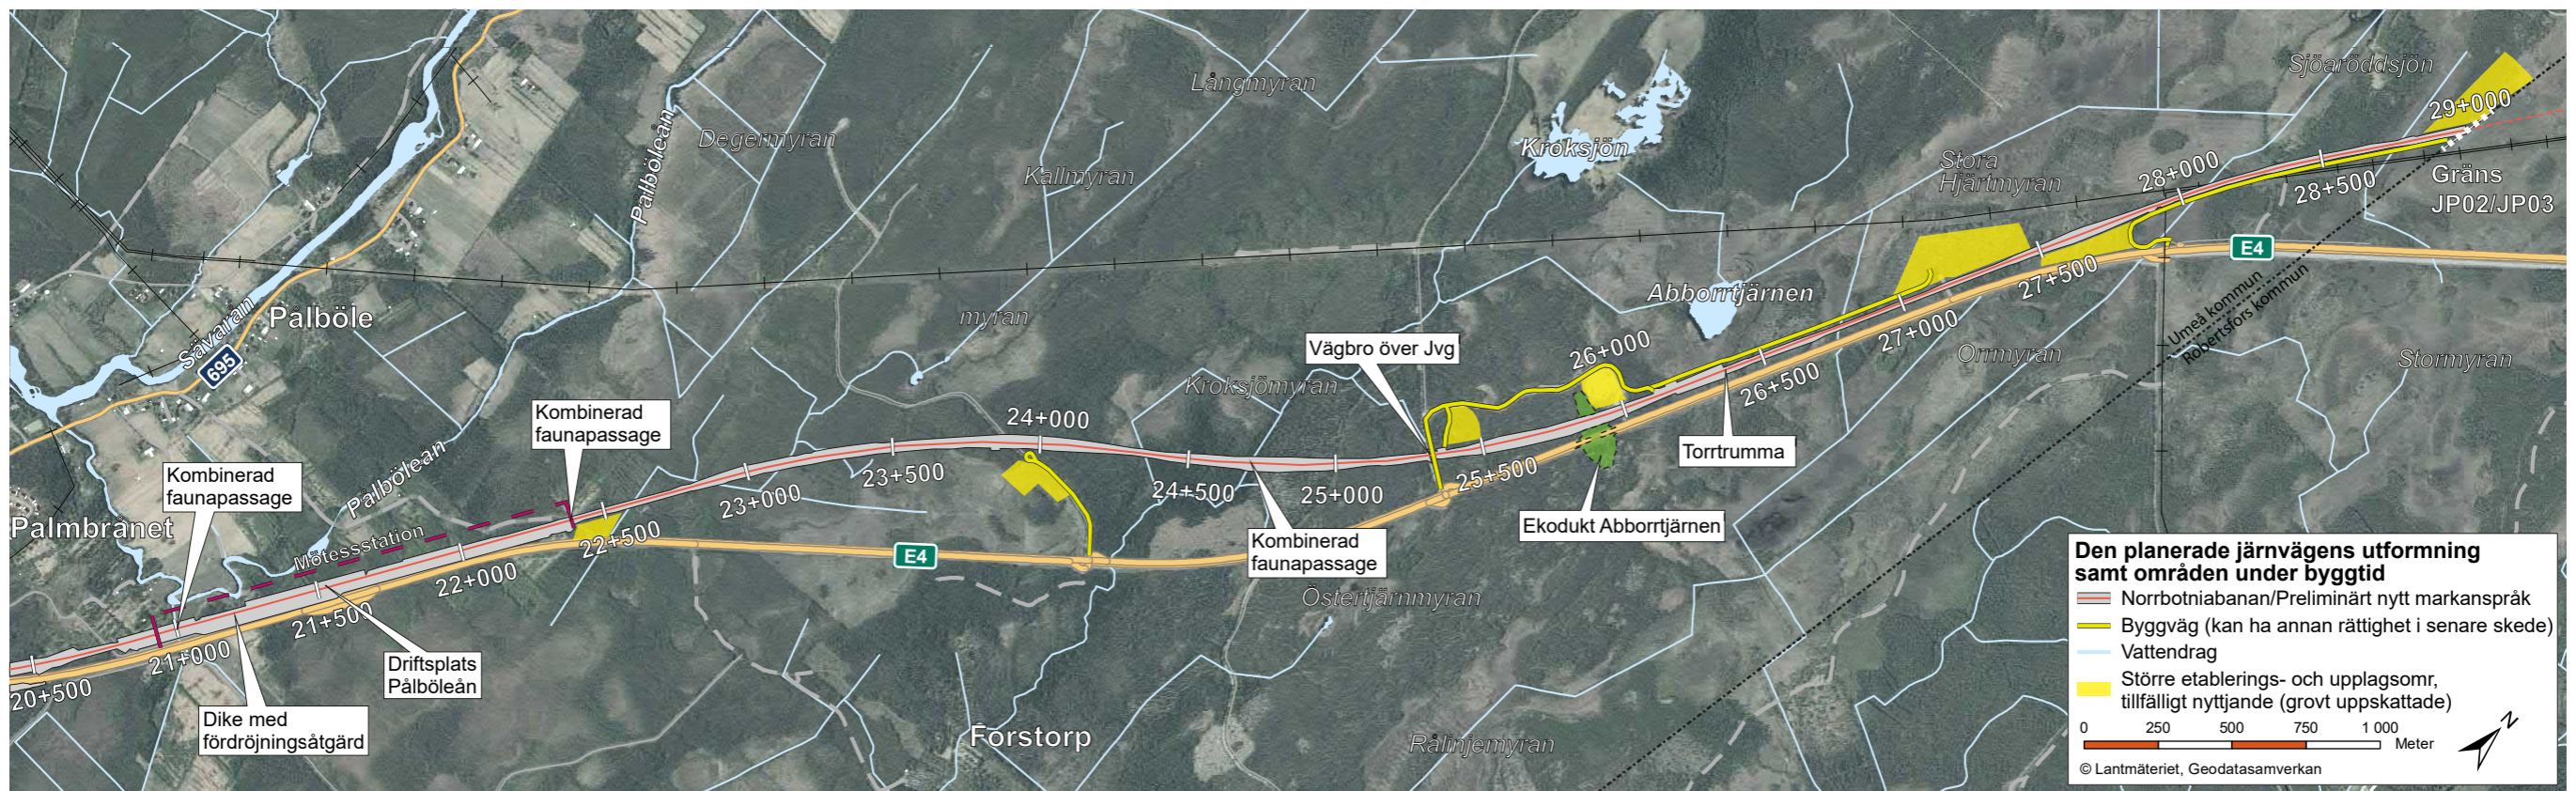 Långmyran
Sjöaröddsjön
Degermyran
Pålböleån
Kroksjön
Kallmyran
Stora
Hjärtmyran
29+000
28+000
28+500
Gräns
JP02/JP03
E4
Sävarån
Pålböle
695
myran
Abborrtjärnen
27+500
27+000
Umeå kommun
Robertsfors kommun
Orrmyran
Stormyran
Vägbro över Jvg
26+000
26+500
Kroksjömyran
Kombinerad
faunapassage
24+000
Torrtrumma
Kombinerad
faunapassage
Pålböleån
23+500
23+000
24+500
25+000
25+500
Palmbränet
Mötessstation
22+500
22+000
E4
Kombinerad
faunapassage
Ekodukt Abborrtjärnen
Östertjärnmyran
21+500
21+000
20+500
Driftsplats
Pålböleån
Dike med
fördröjningsåtgärd
Forstorp
Rålinjemyran
Den planerade järnvägens utformning
samt områden under byggtid
Norrbotniabanan/Preliminärt nytt markanspråk
Byggväg (kan ha annan rättighet i senare skede)
Vattendrag
Större etablerings- och upplagsomr,
tillfälligt nyttjande (grovt uppskattade)
0 250 500 750 1 000
Meter
N
© Lantmäteriet, Geodatasamverkan